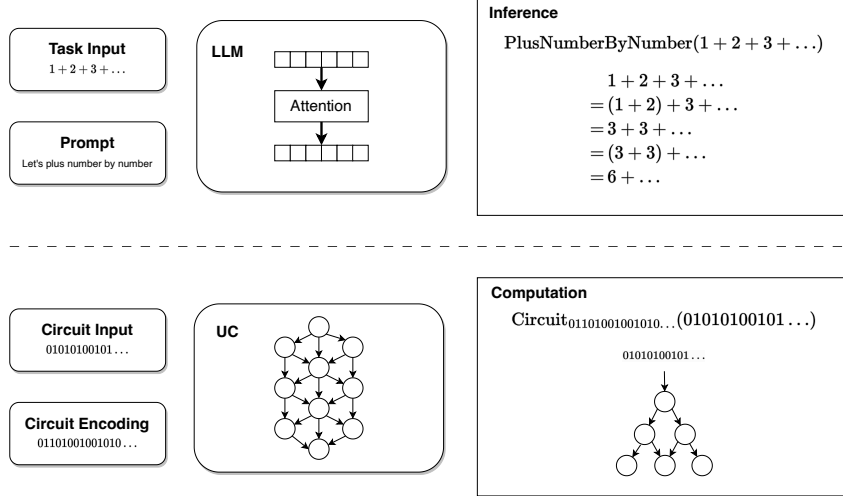 Task Input
1 + 2 + 3 + ...
Prompt
Let's plus number by number
LLM
Attention
Inference
PlusNumberByNumber(1 + 2 + 3 + ...)
1 + 2 + 3 + ...
= (1 + 2) + 3 + ...
= 3 + 3 + ...
= (3 + 3) + ...
= 6 + ...
Circuit Input
01010100101...
Circuit Encoding
01101001001010...
UC
Computation
Circuit01101001001010...(01010100101...)
01010100101...